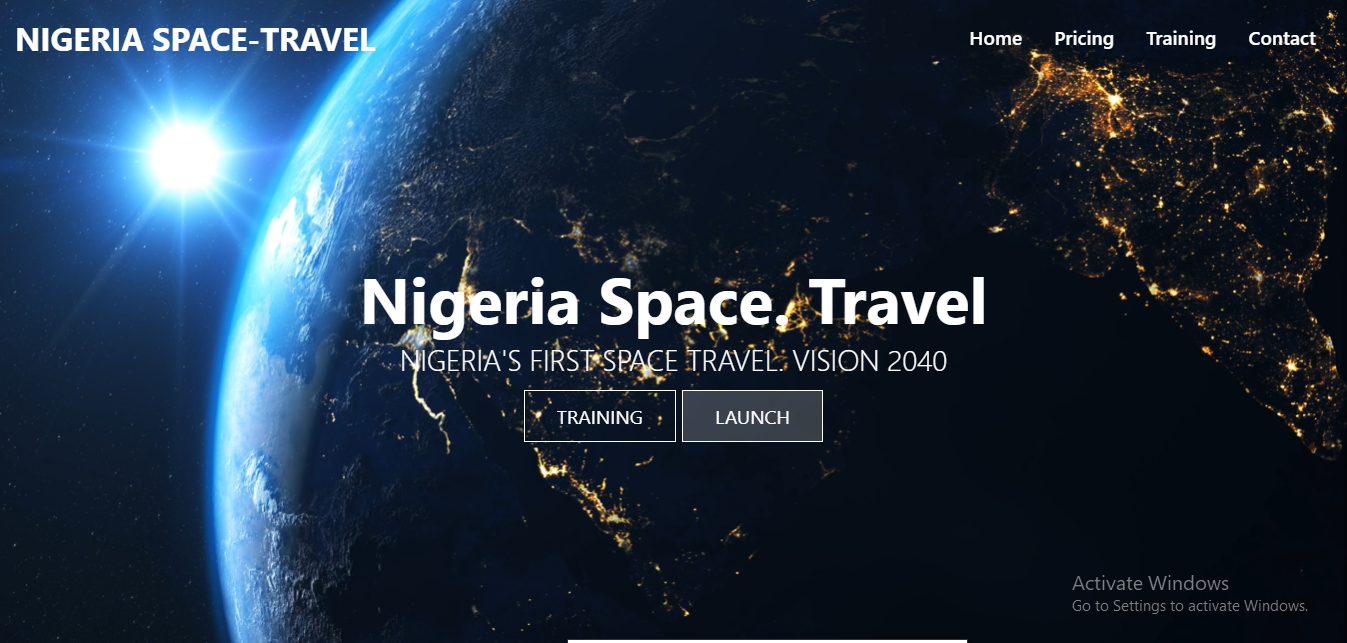 NIGERIA SPACE-TRAVEL
Home Pricing Training Contact
Nigeria Space. Travel
NIGERIA'S FIRST SPACE TRAVEL. VISION 2040
TRAINING LAUNCH
Activate Windows
Go to Settings to activate Windows.